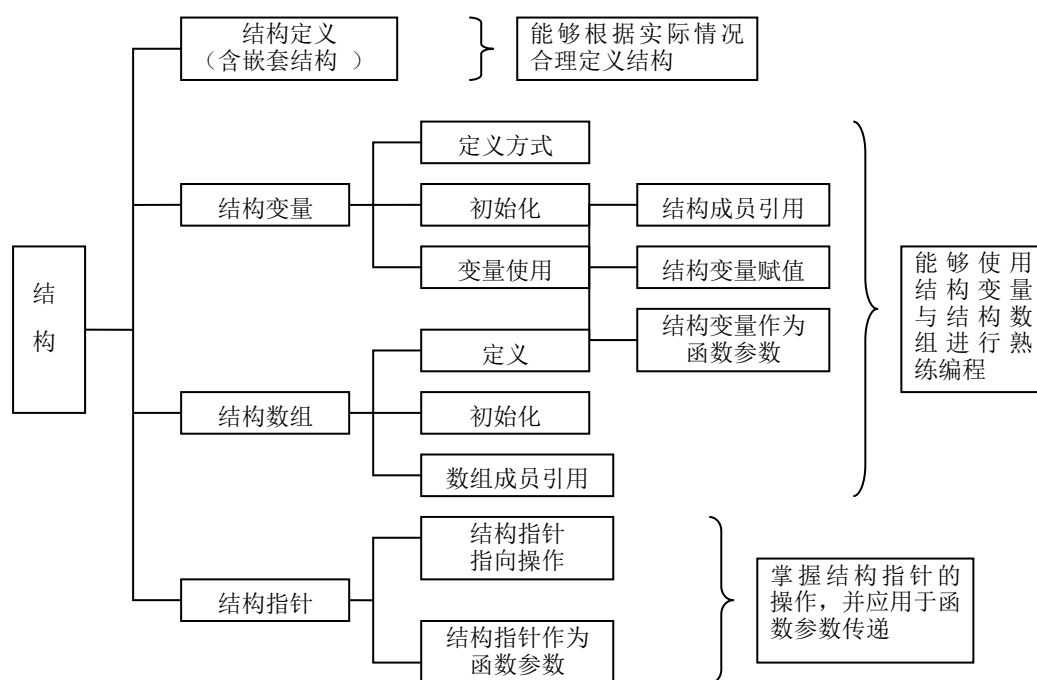 结构定义
（含嵌套结构 ）
能够根据实际情况
合理定义结构
定义方式
结构变量
初始化
结构成员引用
变量使用
结构变量赋值
结
构
能够使用
结构变量
与结构数
组进行熟
练编程
结构变量作为
函数参数
定义
结构数组
初始化
数组成员引用
结构指针
指向操作
结构指针
掌握结构指针的
操作，并应用于函
数参数传递
结构指针作为
函数参数